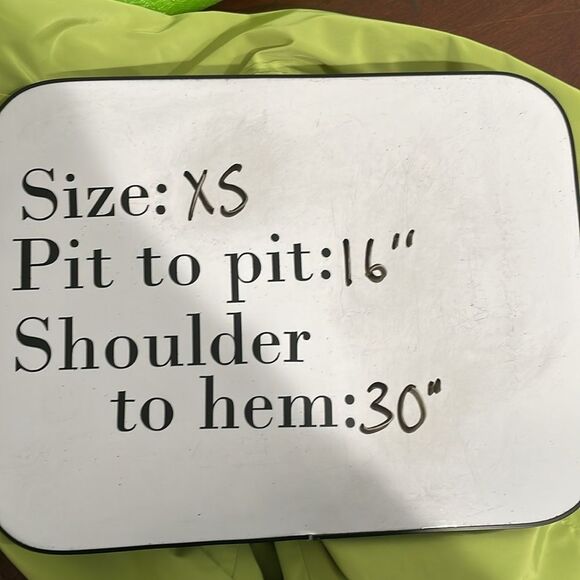 Size: XS
Pit to pit: 16"
Shoulder
to hem: 30"